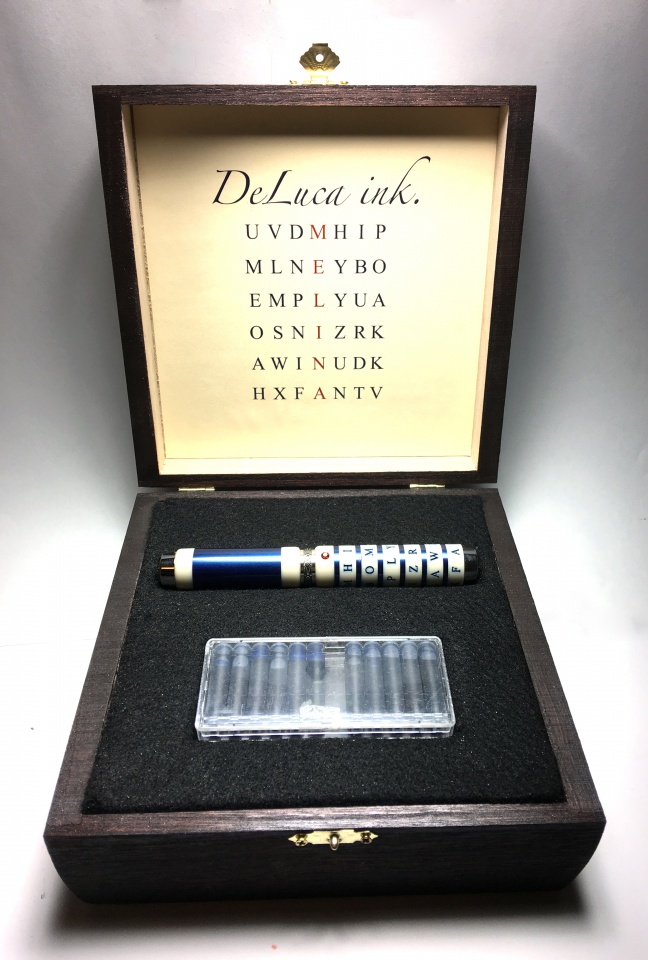 DeLuca ink.
UVDMHIP
MLNEYBO
EMPLYUA
OSNIZRK
AWINUDK
HXFANTV
I H I
O M
P L Y
Z R
A W
F A